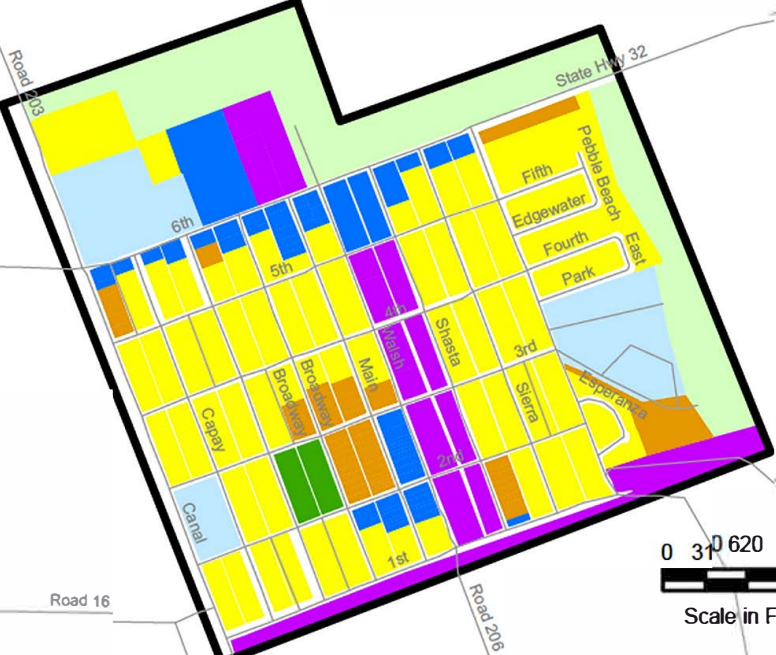 State Hwy 32
Road 203
Pebble Beach
Fifth
Edgewater
6th
Fourth
East
5th
Park
4th
Walsh
Shasta
3rd
Main
Broadway
Broadway
Esperanza
Sierra
Capay
2nd
Canal
1st
0 310 620
Road 16
Road 206
Scale in F